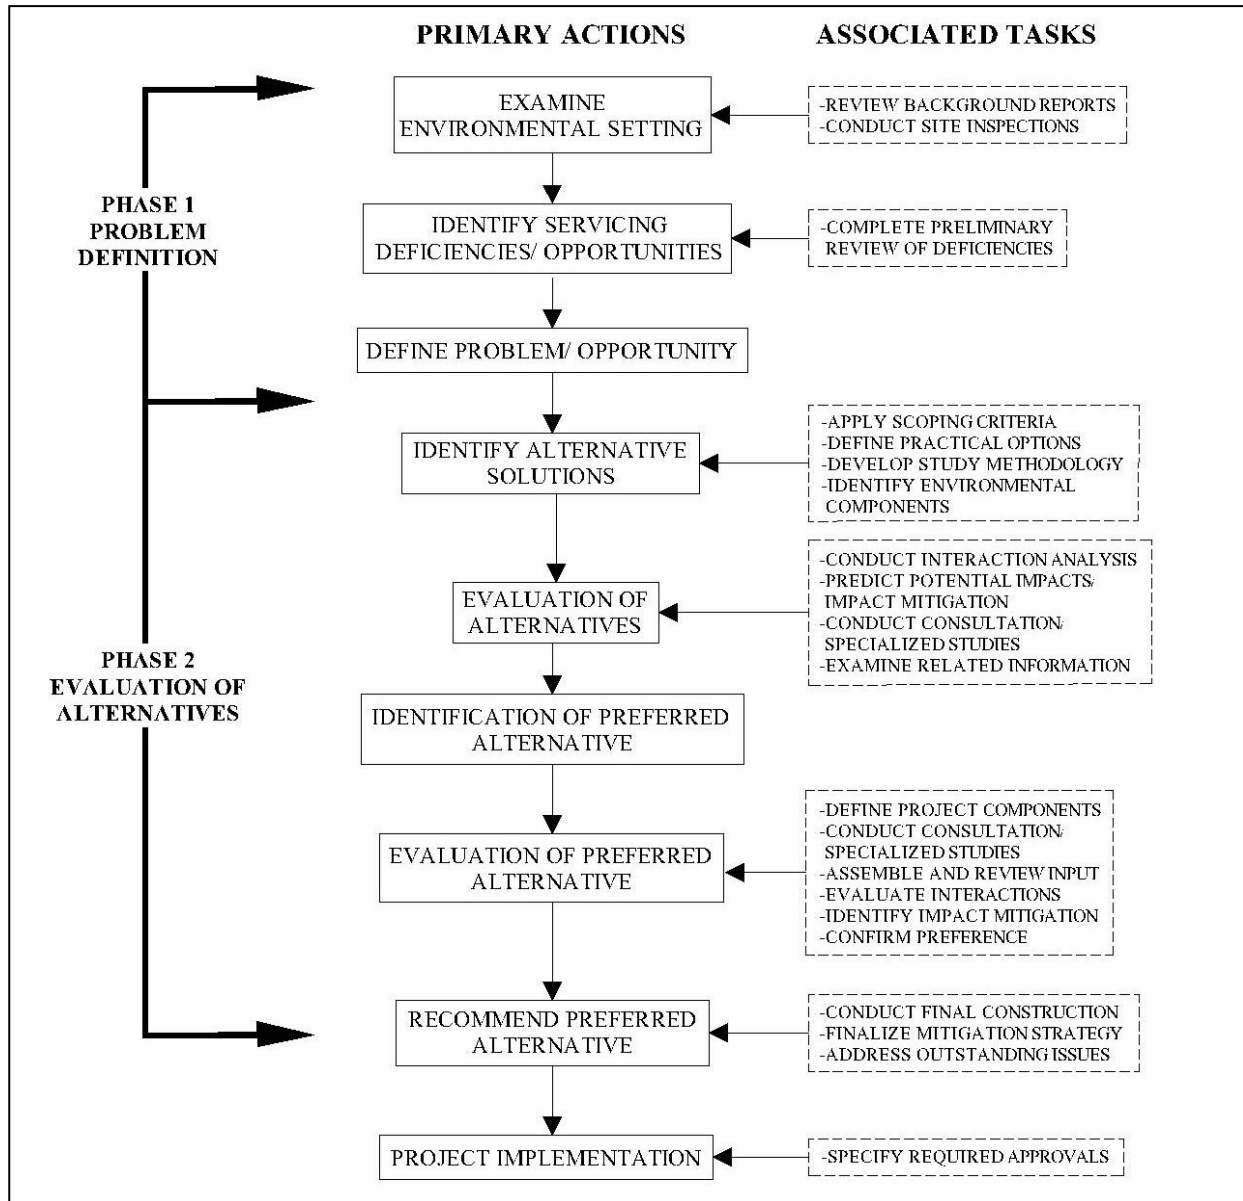 PRIMARY ACTIONS
ASSOCIATED TASKS
PHASE 1
PROBLEM
DEFINITION
EXAMINE
ENVIRONMENTAL SETTING
-REVIEW BACKGROUND REPORTS
-CONDUCT SITE INSPECTIONS
IDENTIFY SERVICING
DEFICIENCIES/ OPPORTUNITIES
-COMPLETE PRELIMINARY
REVIEW OF DEFICIENCIES
DEFINE PROBLEM/ OPPORTUNITY
PHASE 2
EVALUATION OF
ALTERNATIVES
IDENTIFY ALTERNATIVE
SOLUTIONS
-APPLY SCOPING CRITERIA
-DEFINE PRACTICAL OPTIONS
-DEVELOP STUDY METHODOLOGY
-IDENTIFY ENVIRONMENTAL
COMPONENTS
EVALUATION OF
ALTERNATIVES
-CONDUCT INTERACTION ANALYSIS
-PREDICT POTENTIAL IMPACTS/
IMPACT MITIGATION
-CONDUCT CONSULTATION/
SPECIALIZED STUDIES
-EXAMINE RELATED INFORMATION
IDENTIFICATION OF PREFERRED
ALTERNATIVE
EVALUATION OF PREFERRED
ALTERNATIVE
-DEFINE PROJECT COMPONENTS
-CONDUCT CONSULTATION/
SPECIALIZED STUDIES
-ASSEMBLE AND REVIEW INPUT
-EVALUATE INTERACTIONS
-IDENTIFY IMPACT MITIGATION
-CONFIRM PREFERENCE
RECOMMEND PREFERRED
ALTERNATIVE
-CONDUCT FINAL CONSTRUCTION
-FINALIZE MITIGATION STRATEGY
-ADDRESS OUTSTANDING ISSUES
PROJECT IMPLEMENTATION
-SPECIFY REQUIRED APPROVALS